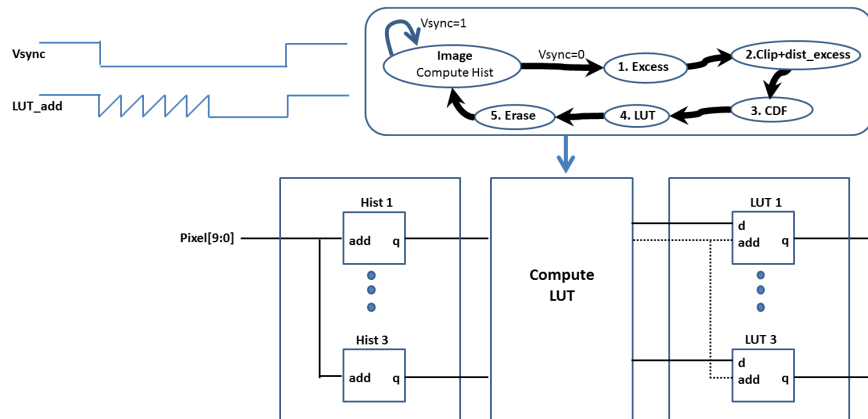 Vsync
LUT_add
Vsync=1
Image
Compute Hist
Vsync=0
1. Excess
2.Clip+dist_excess
3. CDF
4. LUT
5. Erase
Pixel[9:0]
Hist 1
add q
Hist 3
add q
Compute
LUT
LUT 1
d
add q
LUT 3
d
add q